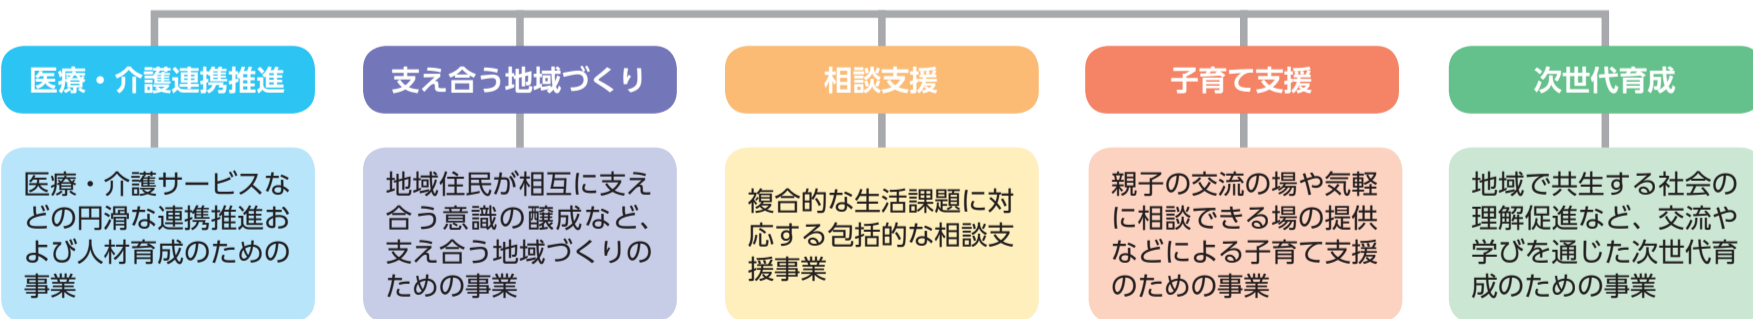 医療・介護連携推進
医療・介護サービスな
どの円滑な連携推進お
よび人材育成のための
事業
支え合う地域づくり
地域住民が相互に支え
合う意識の醸成など、
支え合う地域づくりの
ための事業
相談支援
複合的な生活課題に対
応する包括的な相談支
援事業
子育て支援
親子の交流の場や気軽
に相談できる場の提供
などによる子育て支援
のための事業
次世代育成
地域で共生する社会の
理解促進など、交流や
学びを通じた次世代育
成のための事業